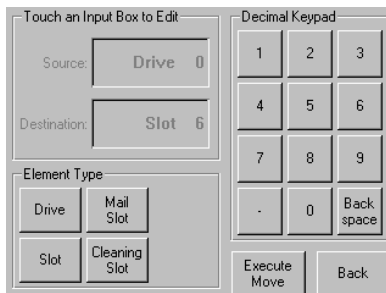 Touch an Input Box to Edit
Source: Drive 0
Destination: Slot 6
Element Type
Drive Mail Slot
Slot Cleaning Slot
Decimal Keypad
1 2 3
4 5 6
7 8 9
. 0 Back space
Execute Move Back